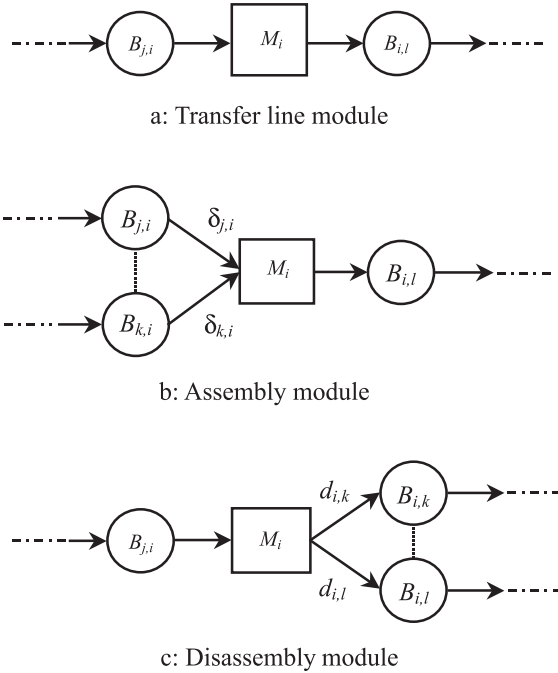 B_{j,i} M_i B_{i,l}
a: Transfer line module
B_{j,i} δ_{j,i} M_i B_{i,l}
B_{k,i} δ_{k,i}
b: Assembly module
B_{j,i} M_i d_{i,k} B_{i,k}
d_{i,l} B_{i,l}
c: Disassembly module